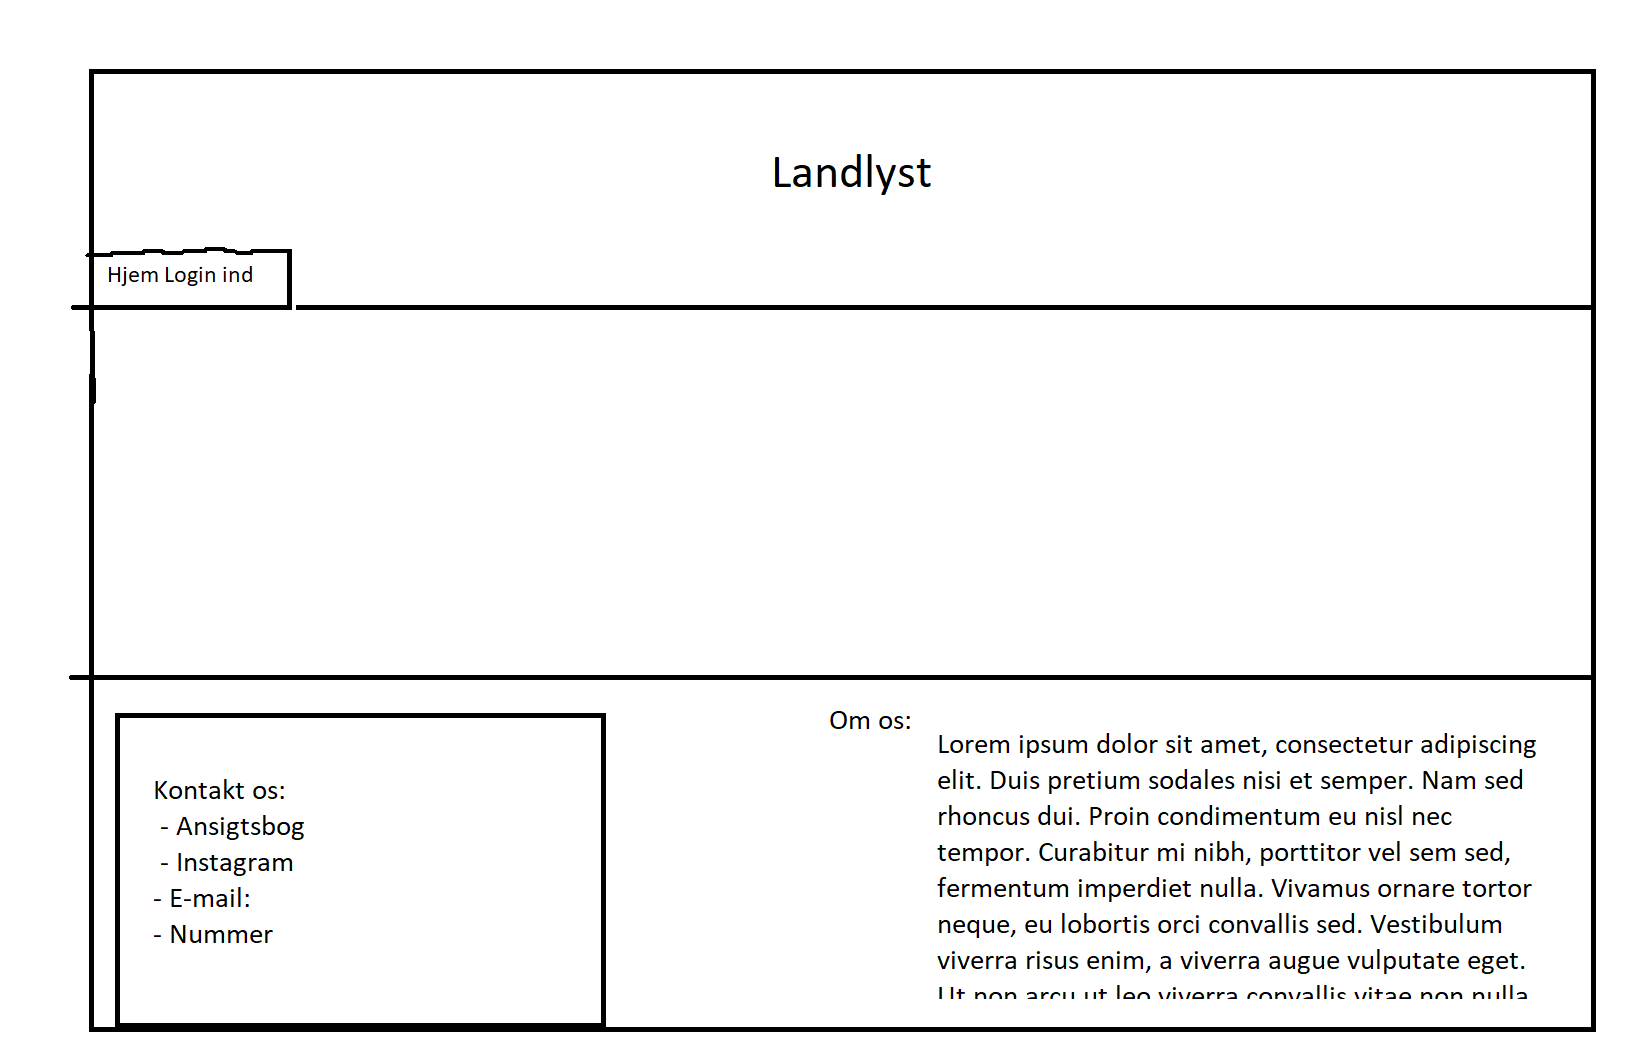 Landlyst
Hjem Login ind
Kontakt os:
- Ansigtsbog
- Instagram
- E-mail:
- Nummer
Om os:
Lorem ipsum dolor sit amet, consectetur adipiscing
elit. Duis pretium sodales nisi et semper. Nam sed
rhoncus dui. Proin condimentum eu nisl nec
tempor. Curabitur mi nibh, porttitor vel sem sed,
fermentum imperdiet nulla. Vivamus ornare tortor
neque, eu lobortis orci convallis sed. Vestibulum
viverra risus enim, a viverra augue vulputate eget.
Ut non arcu ut leo viverra convallis vitae non nulla